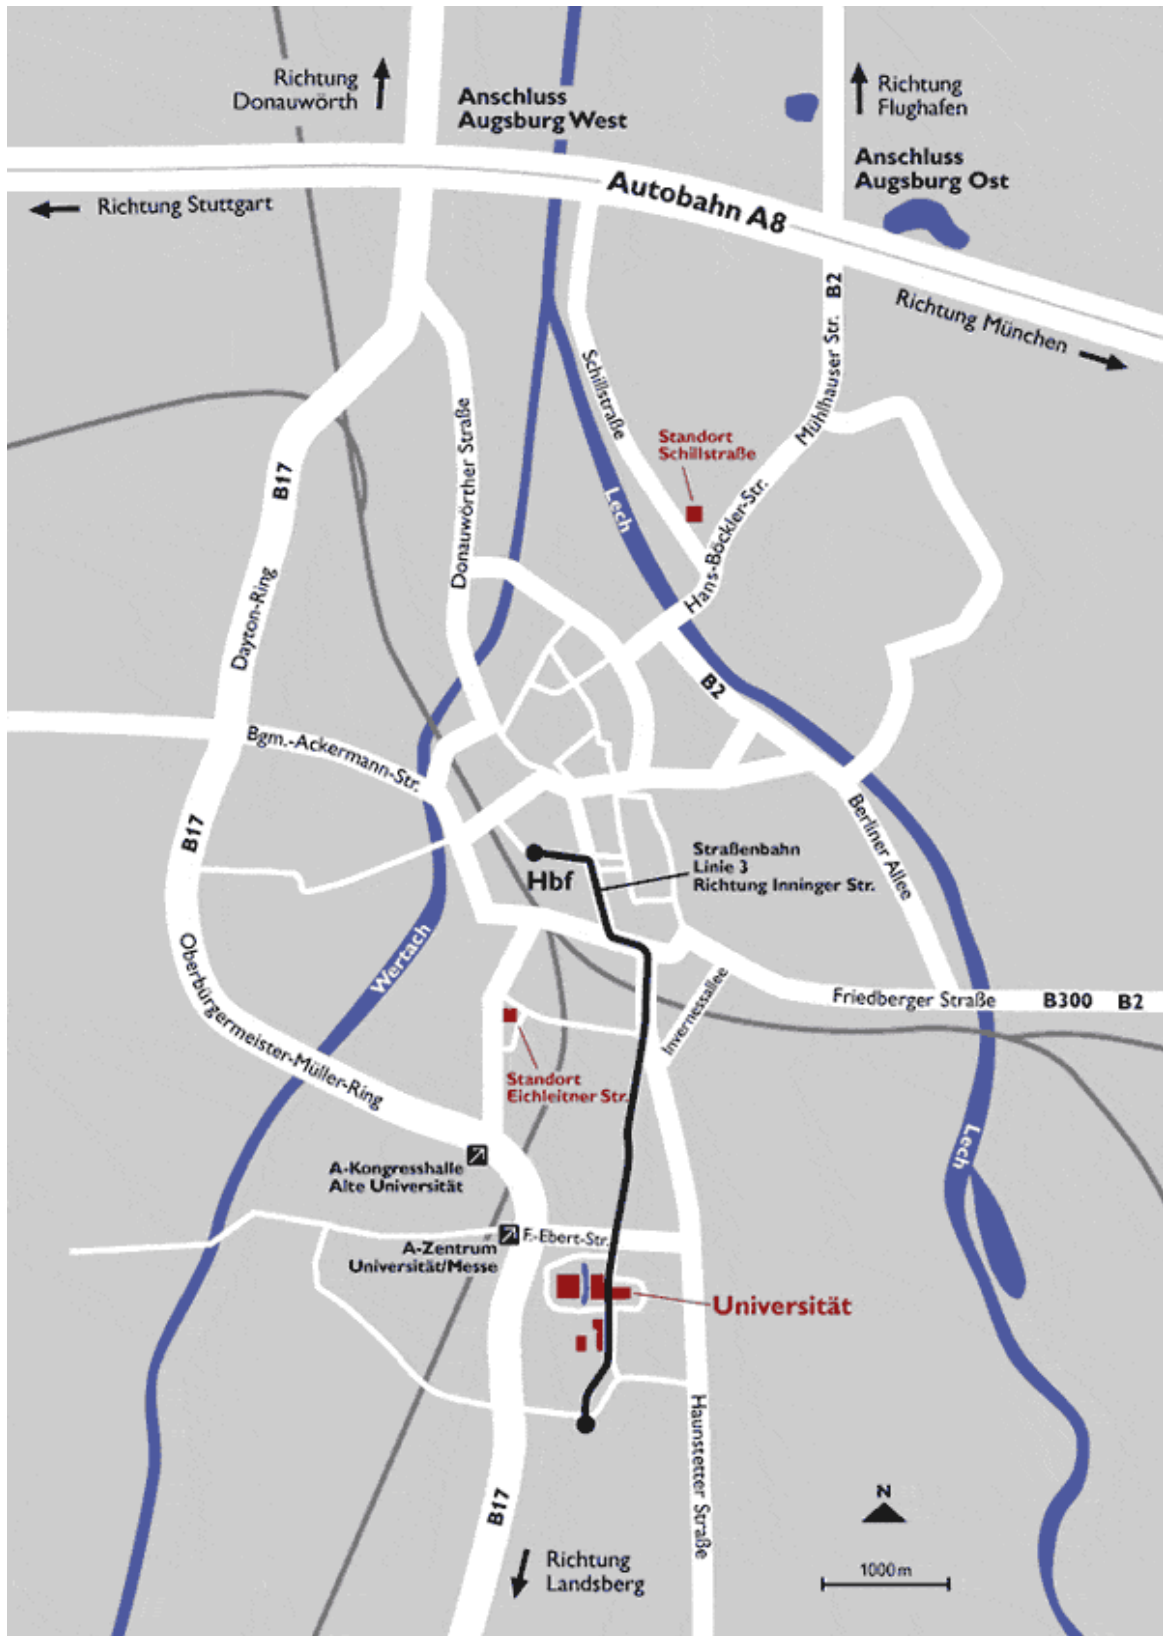 Richtung
Donauwörth
Anschluss
Augsburg West
Richtung
Flughafen
Anschluss
Augsburg Ost
Richtung Stuttgart
Autobahn A8
B2
Richtung München
Mühlhauser Str.
Schillstraße
Standort
Schillstraße
Donauwörther Straße
B17
Lech
Hans-Böckler-Str.
Dayton-Ring
B2
Bgm.-Ackermann-Str.
B17
Berliner Allee
Straßenbahn
Linie 3
Richtung Inninger Str.
Hbf
Wertach
Oberbürgermeister-Müller-Ring
Invernessallee
Friedberger Straße
B300
B2
Standort
Eichleitner Str.
Lech
A-Kongresshalle
Alte Universität
F.-Ebert-Str.
A-Zentrum
Universität/Messe
Universität
Haunstetter Straße
B17
N
Richtung
Landsberg
1000 m